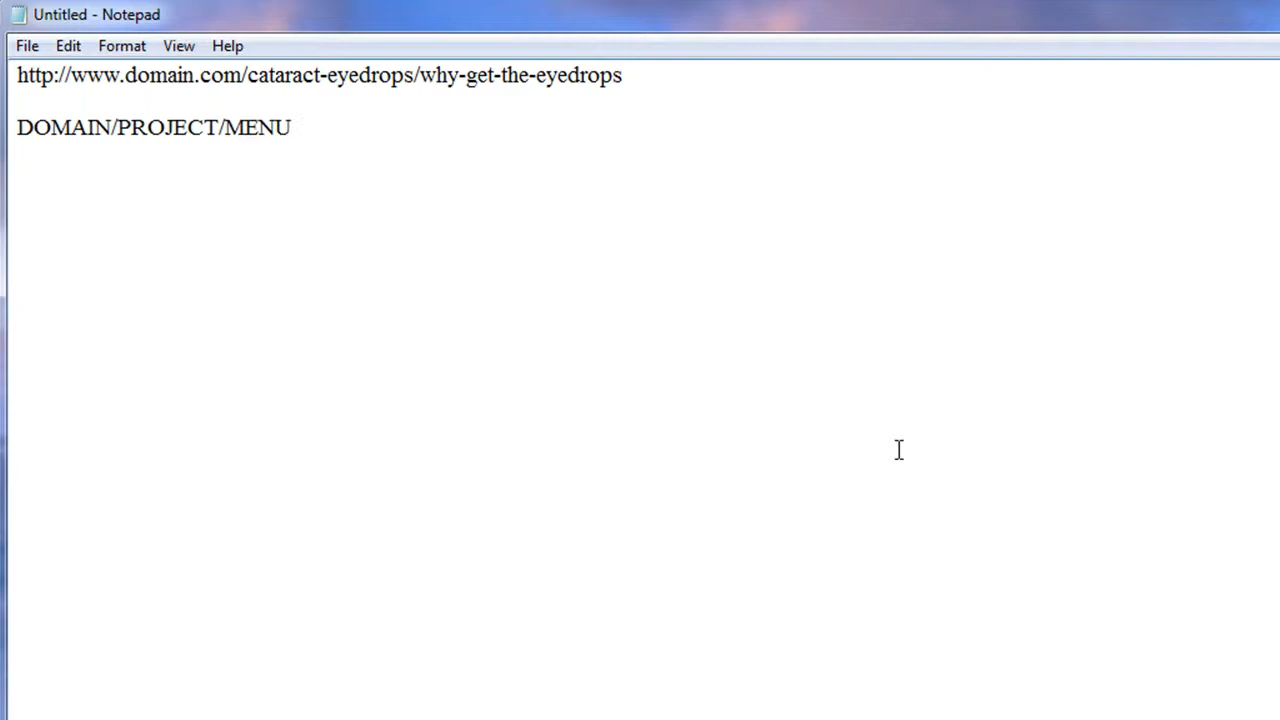 Untitled - Notepad
File Edit Format View Help
http://www.domain.com/cataract-eyedrops/why-get-the-eyedrops
DOMAIN/PROJECT/MENU